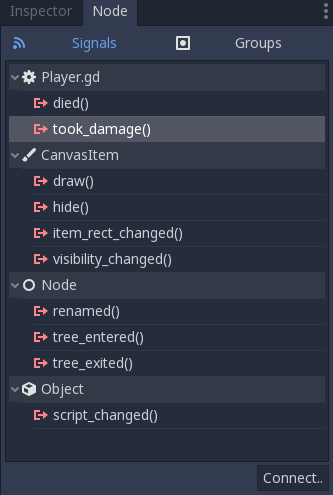 Inspector Node
Signals Groups
Player.gd
died()
took_damage()
CanvasItem
draw()
hide()
item_rect_changed()
visibility_changed()
Node
renamed()
tree_entered()
tree_exited()
Object
script_changed()
Connect..